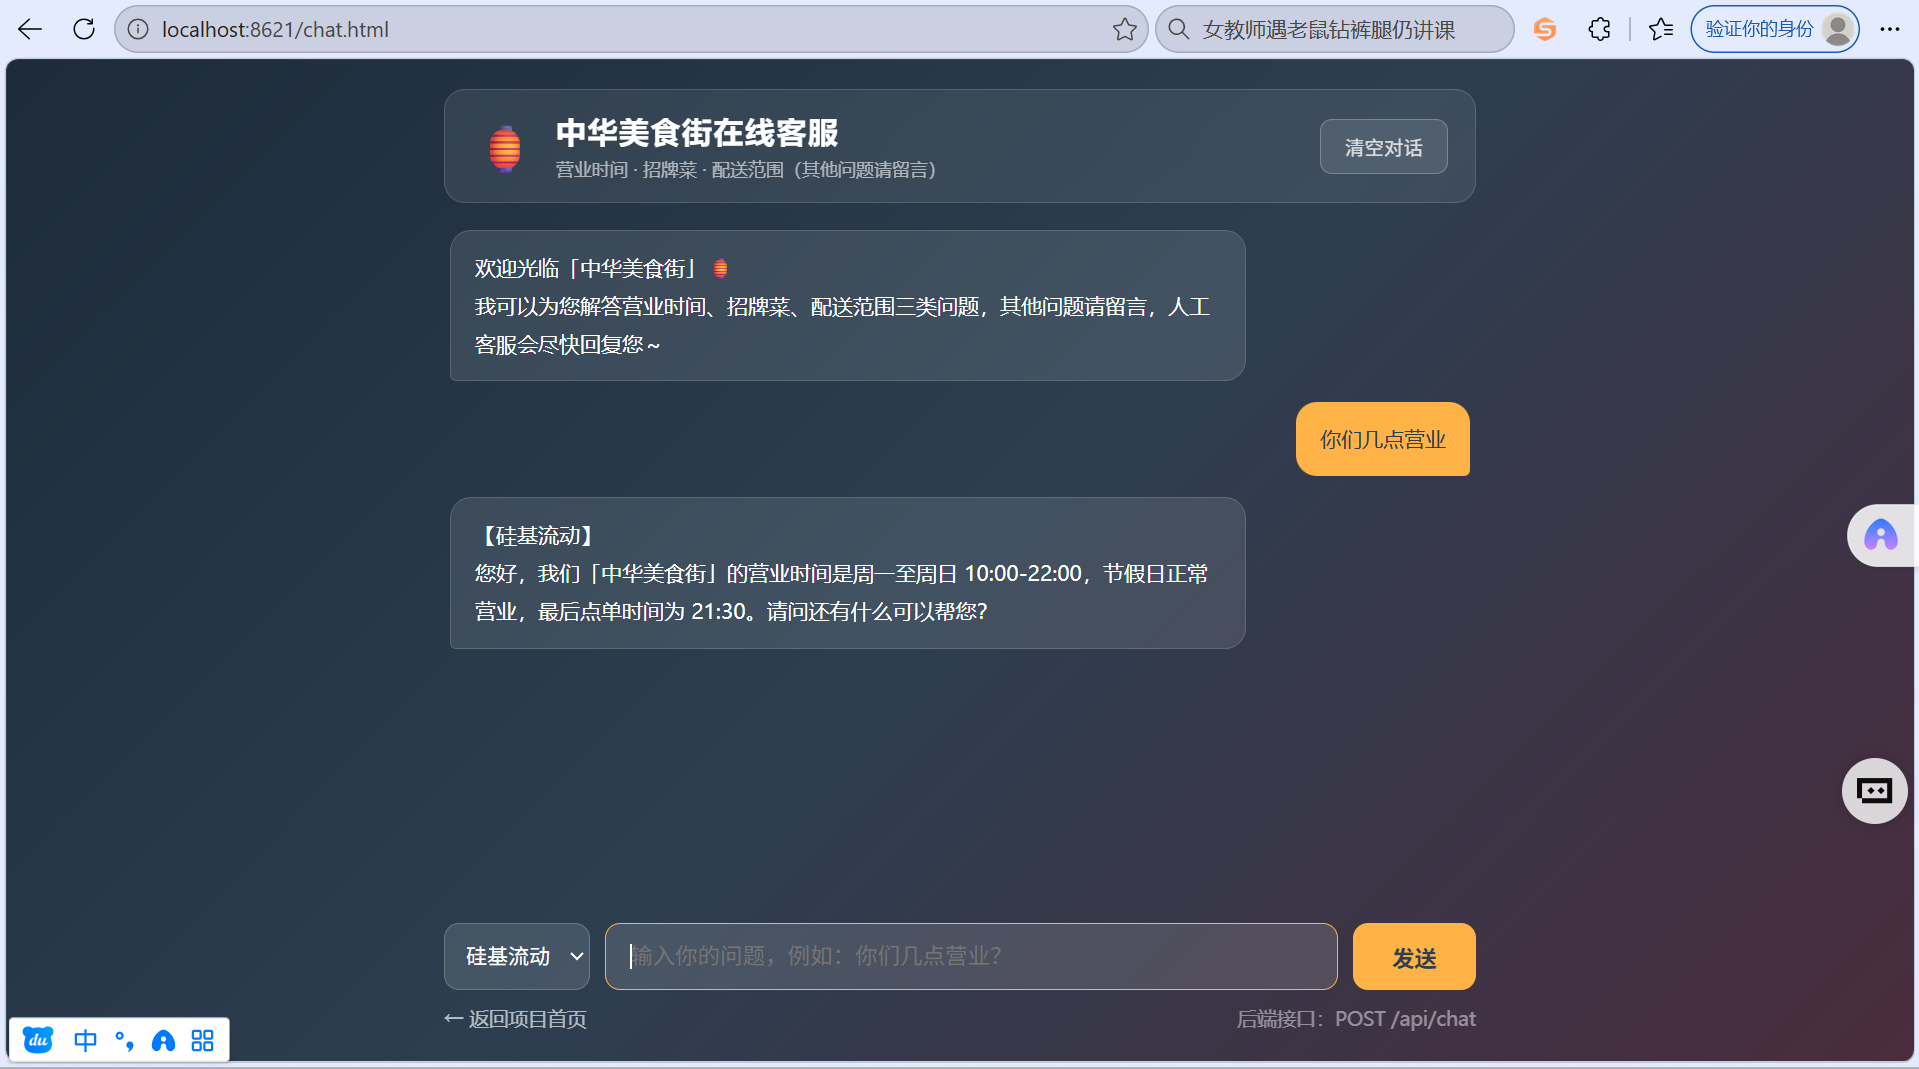 localhost:8621/chat.html
女教师遇老鼠钻裤腿仍讲课
验证你的身份
中华美食街在线客服
营业时间 · 招牌菜 · 配送范围（其他问题请留言）
清空对话
欢迎光临「中华美食街」
我可以为您解答营业时间、招牌菜、配送范围三类问题，其他问题请留言，人工
客服会尽快回复您～
你们几点营业
【硅基流动】
您好，我们「中华美食街」的营业时间是周一至周日 10:00-22:00，节假日正常
营业，最后点单时间为 21:30。请问还有什么可以帮您？
硅基流动
输入你的问题，例如：你们几点营业？
发送
← 返回项目首页
后端接口：POST /api/chat
du 中